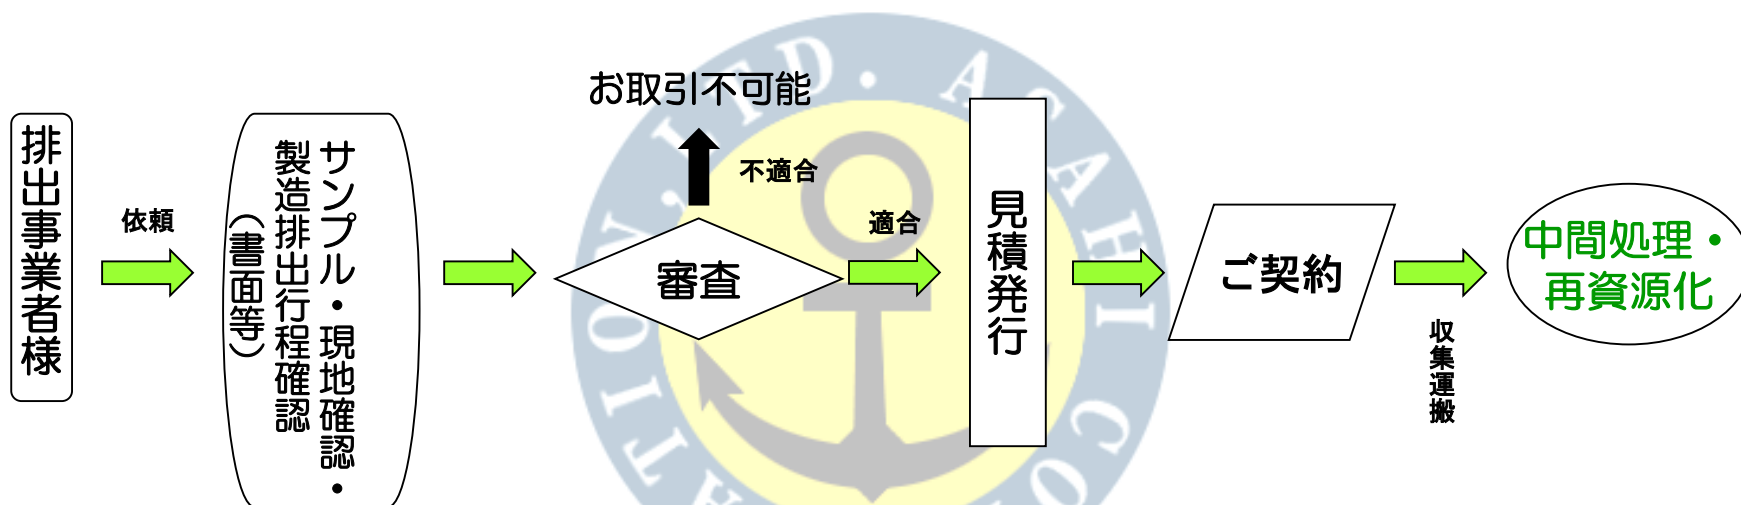 排出事業者様
依頼
サンプル・現地確認・
製造排出行程確認
（書面等）
審査
不適合
お取引不可能
適合
見積発行
ご契約
収集運搬
中間処理・
再資源化
LTD. ASAHI CO